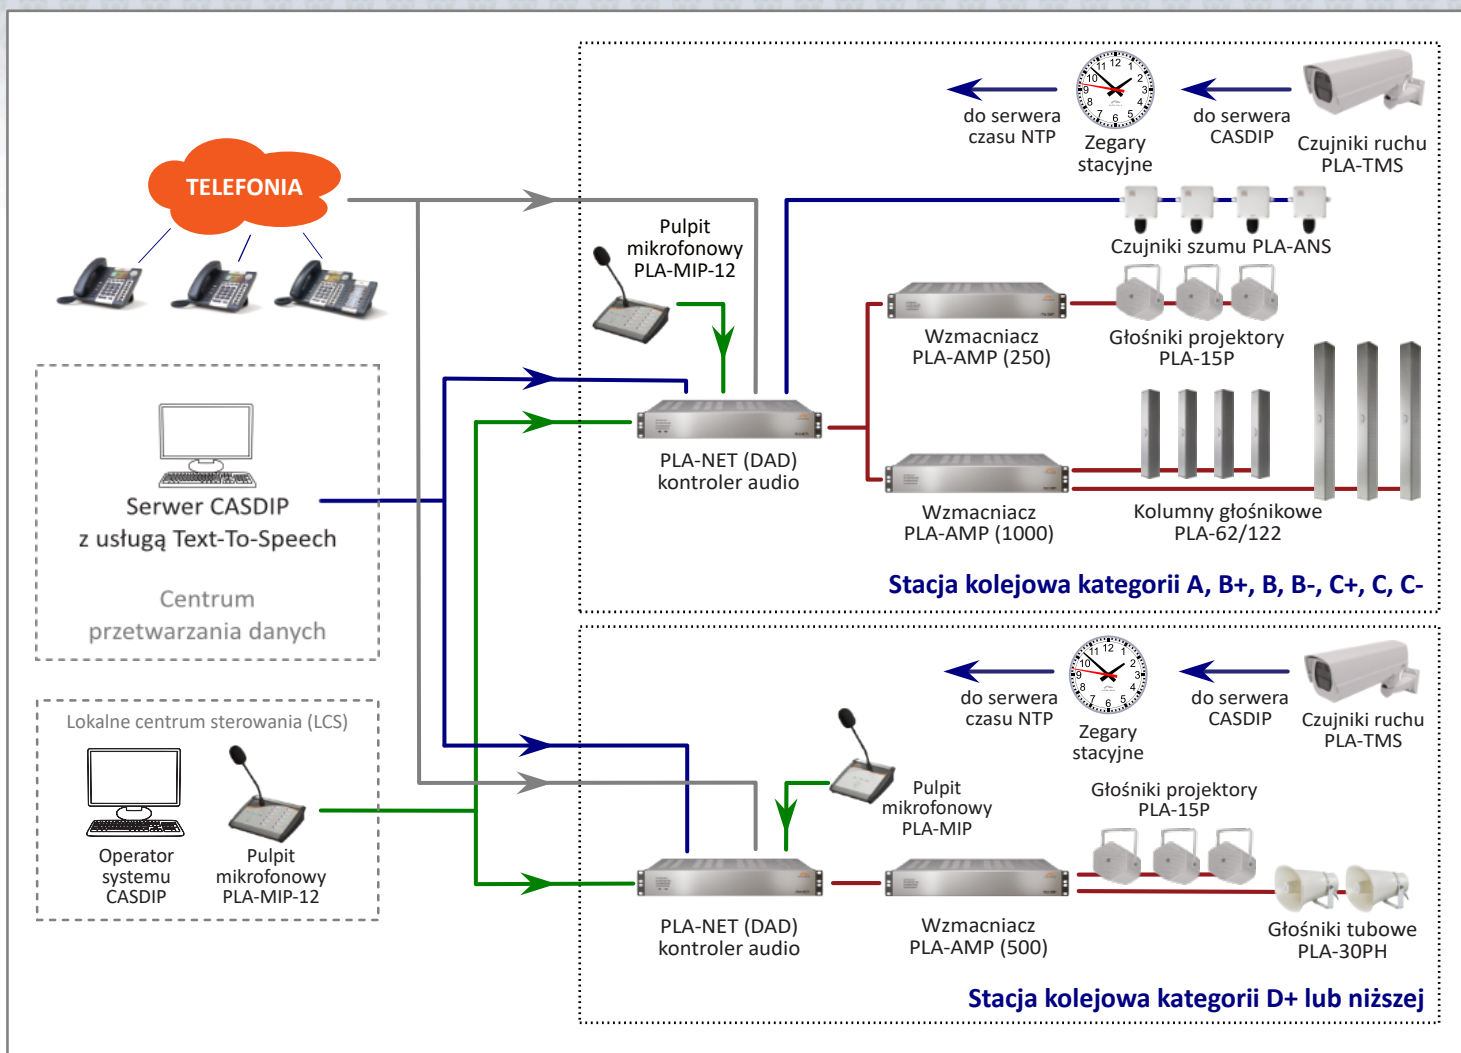 TELEFONIA
Serwer CASDIP
z usługą Text-To-Speech
Centrum
przetwarzania danych
Lokalne centrum sterowania (LCS)
Operator
systemu
CASDIP
Pulpit
mikrofonowy
PLA-MIP-12
do serwera
czasu NTP
Zegary
stacyjne
do serwera
CASDIP
Czujniki ruchu
PLA-TMS
Pulpit
mikrofonowy
PLA-MIP-12
Czujniki szumu PLA-ANS
Wzmacniacz
PLA-AMP (250)
Głośniki projektory
PLA-15P
PLA-NET (DAD)
kontroler audio
Wzmacniacz
PLA-AMP (1000)
Kolumny głośnikowe
PLA-62/122
Stacja kolejowa kategorii A, B+, B, B-, C+, C, C-
do serwera
czasu NTP
Zegary
stacyjne
do serwera
CASDIP
Czujniki ruchu
PLA-TMS
Pulpit
mikrofonowy
PLA-MIP
Głośniki projektory
PLA-15P
PLA-NET (DAD)
kontroler audio
Wzmacniacz
PLA-AMP (500)
Głośniki tubowe
PLA-30PH
Stacja kolejowa kategorii D+ lub niższej